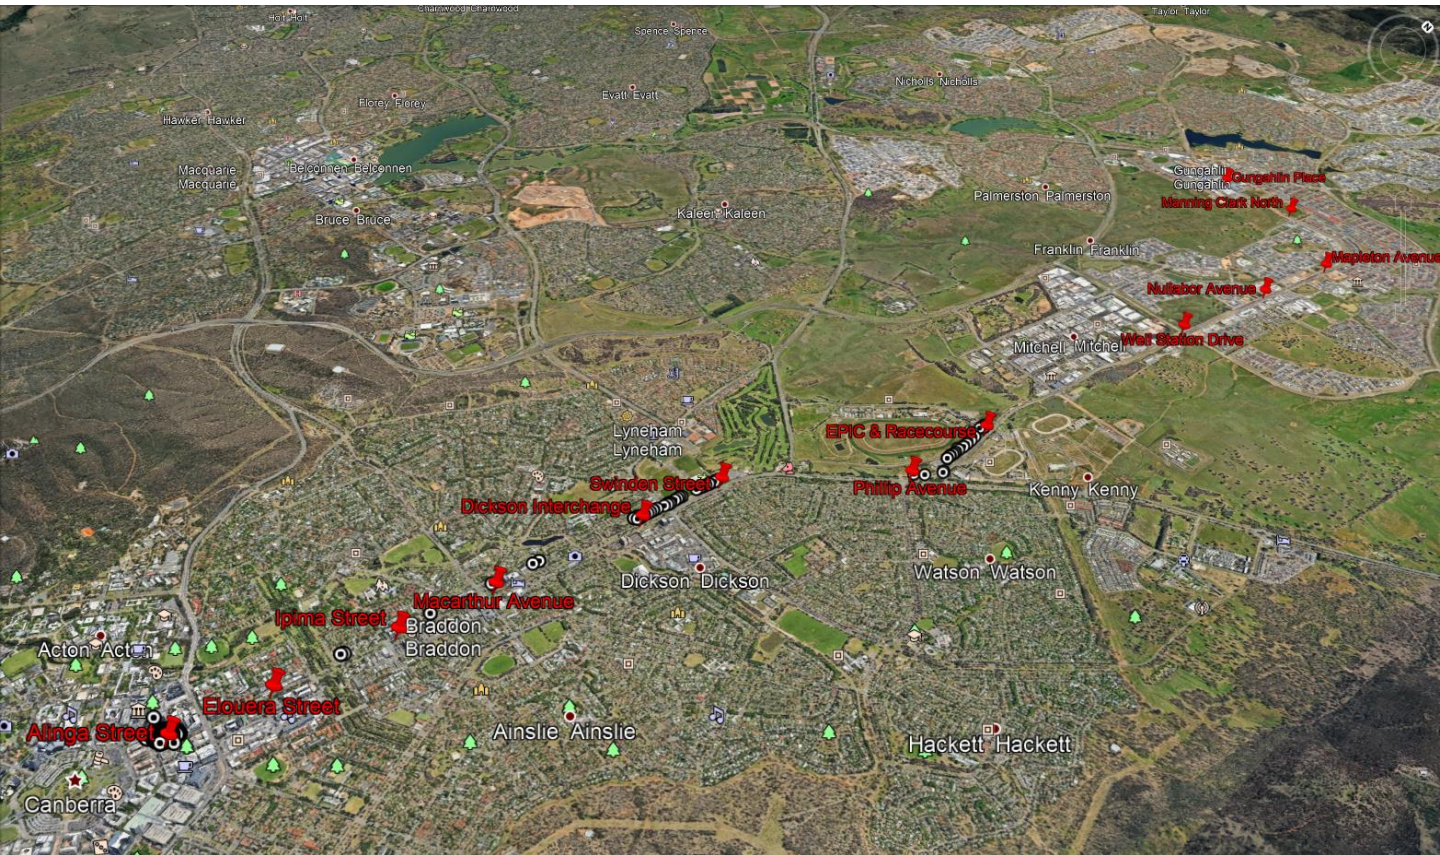 Charnwood Charnwood
Taylor Taylor
Holt Holt
Spence Spence
Nicholls Nicholls
Evatt Evatt
Florey Florey
Hawker Hawker
Belconnen Belconnen
Macquarie
Macquarie
Gungahlin
Gungahlin
Gungahlin Place
Palmerston Palmerston
Manning Clark North
Bruce Bruce
Kaleen Kaleen
Franklin Franklin
Mapleton Avenue
Nullabor Avenue
Well Station Drive
Mitchell Mitchell
Lyneham
Lyneham
EPIC & Racecourse
Swinden Street
Phillip Avenue
Kenny Kenny
Dickson Interchange
Dickson Dickson
Watson Watson
Macarthur Avenue
Ipima Street
Braddon
Braddon
Acton Acton
Elouera Street
Alinga Street
Ainslie Ainslie
Hackett Hackett
Canberra